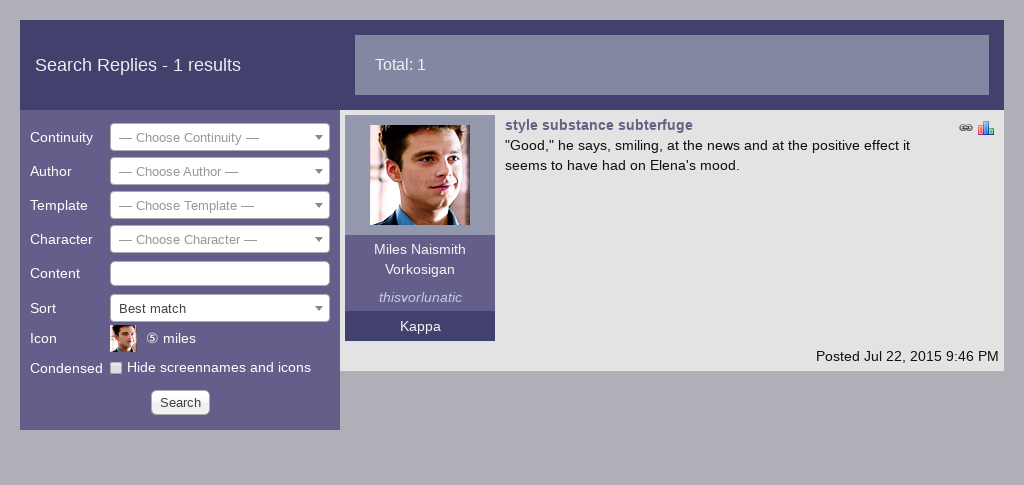 Search Replies - 1 results
Total: 1
Continuity
— Choose Continuity —
Author
— Choose Author —
Template
— Choose Template —
Character
— Choose Character —
Content
Sort
Best match
Icon
⑤ miles
Condensed
Hide screennames and icons
Search
Miles Naismith
Vorkosigan
thisvorlunatic
Kappa
style substance subterfuge
"Good," he says, smiling, at the news and at the positive effect it
seems to have had on Elena's mood.
Posted Jul 22, 2015 9:46 PM